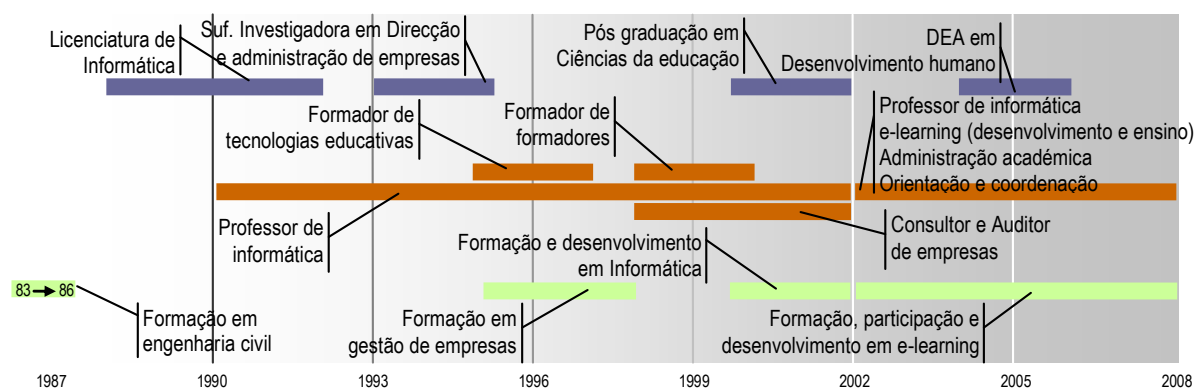 Licenciatura de
Informática
Suf. Investigadora em Direcção
e administração de empresas
Pós graduação em
Ciências da educação
DEA em
Desenvolvimento humano
Formador de
tecnologias educativas
Formador de
formadores
Professor de informática
e-learning (desenvolvimento e ensino)
Administração académica
Orientação e coordenação
Professor de
informática
Consultor e Auditor
de empresas
Formação e desenvolvimento
em Informática
83 → 86
Formação em
engenharia civil
Formação em
gestão de empresas
Formação, participação e
desenvolvimento em e-learning
1987 1990 1993 1996 1999 2002 2005 2008